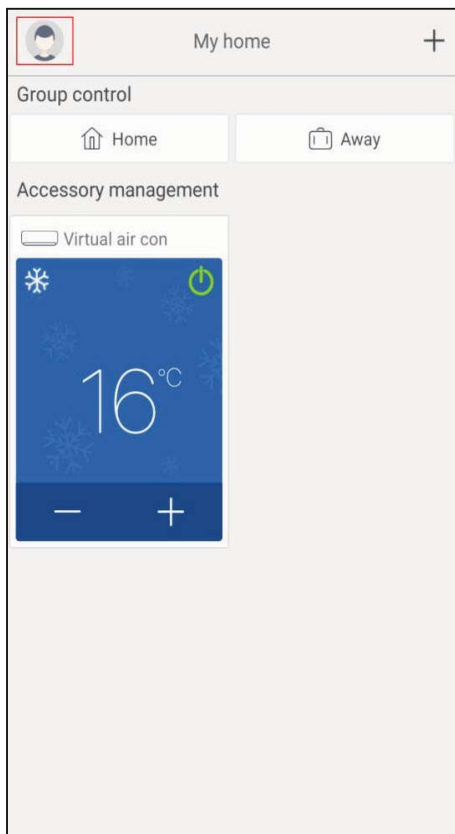 My home
Group control
Home
Away
Accessory management
Virtual air con
16°C